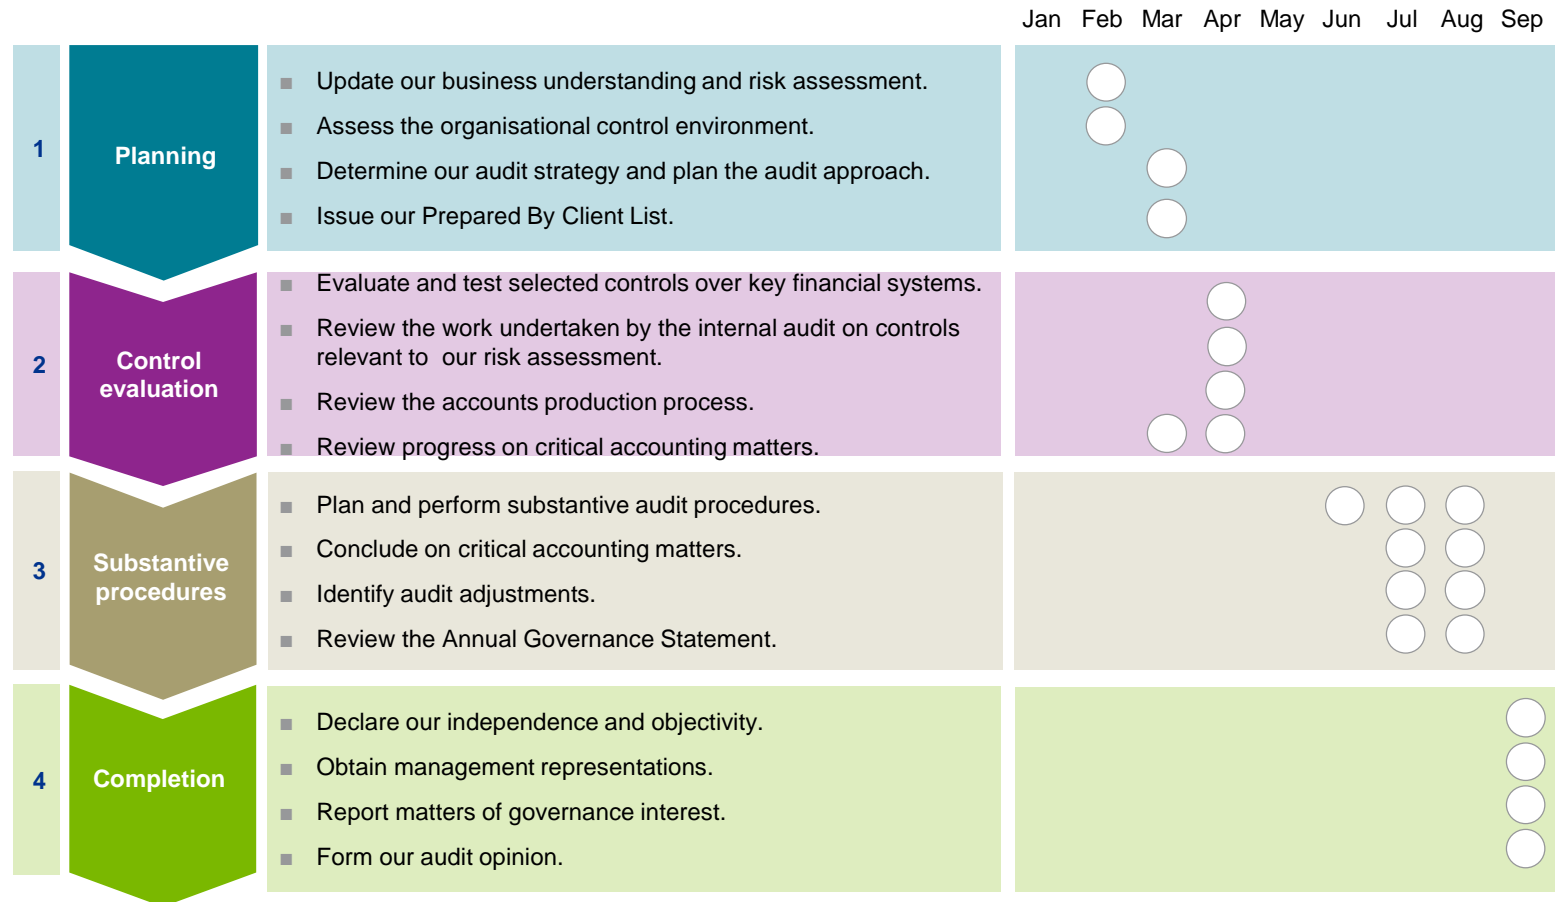 Jan Feb Mar Apr May Jun Jul Aug Sep
1
Planning
■ Update our business understanding and risk assessment.
■ Assess the organisational control environment.
■ Determine our audit strategy and plan the audit approach.
■ Issue our Prepared By Client List.
2
Control
evaluation
■ Evaluate and test selected controls over key financial systems.
■ Review the work undertaken by the internal audit on controls
relevant to our risk assessment.
■ Review the accounts production process.
■ Review progress on critical accounting matters.
3
Substantive
procedures
■ Plan and perform substantive audit procedures.
■ Conclude on critical accounting matters.
■ Identify audit adjustments.
■ Review the Annual Governance Statement.
4
Completion
■ Declare our independence and objectivity.
■ Obtain management representations.
■ Report matters of governance interest.
■ Form our audit opinion.